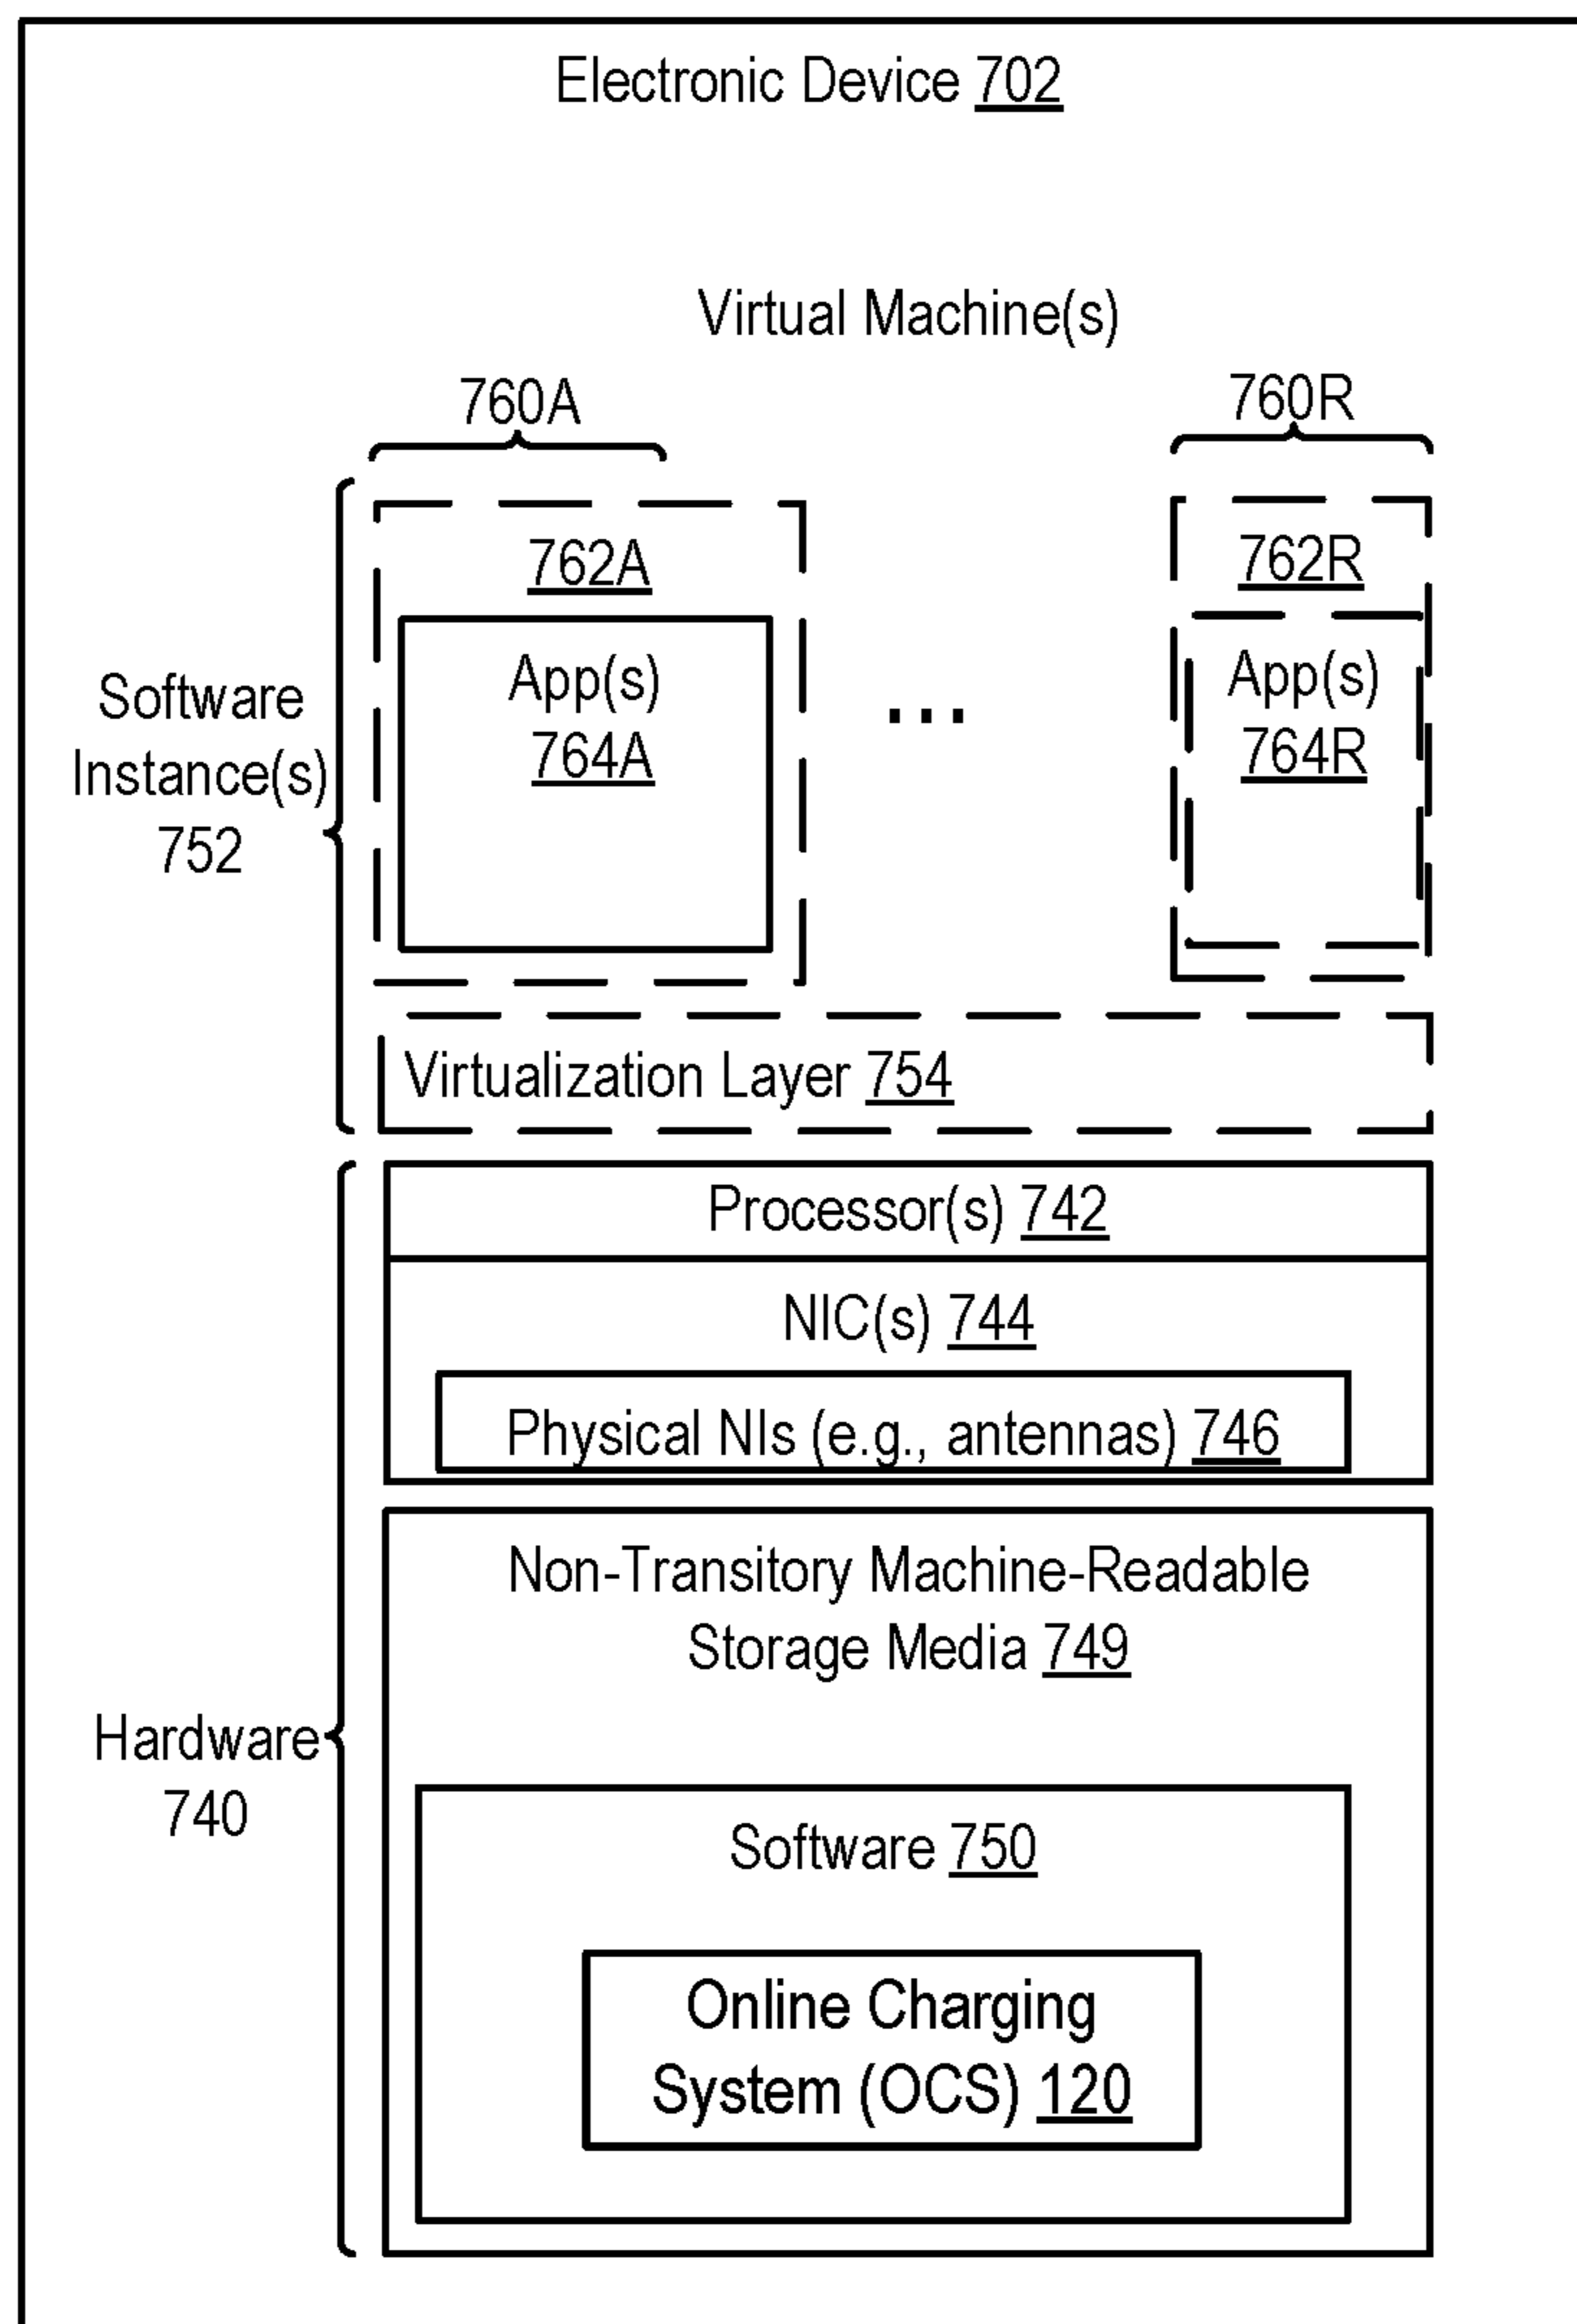 Electronic Device 702
Virtual Machine(s)
760A
760R
762A
762R
App(s)
764A
...
App(s)
764R
Software
Instance(s)
752
Virtualization Layer 754
Processor(s) 742
NIC(s) 744
Physical NIs (e.g., antennas) 746
Non-Transitory Machine-Readable
Storage Media 749
Hardware
740
Software 750
Online Charging
System (OCS) 120